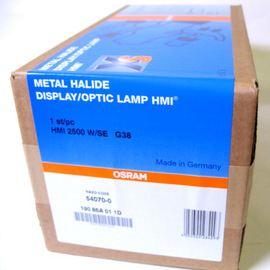 METAL HALIDE
DISPLAY/OPTIC LAMP HMI®
1 st/pc
HMI 2500 W/SE G38
Made in Germany
OSRAM
54070-0